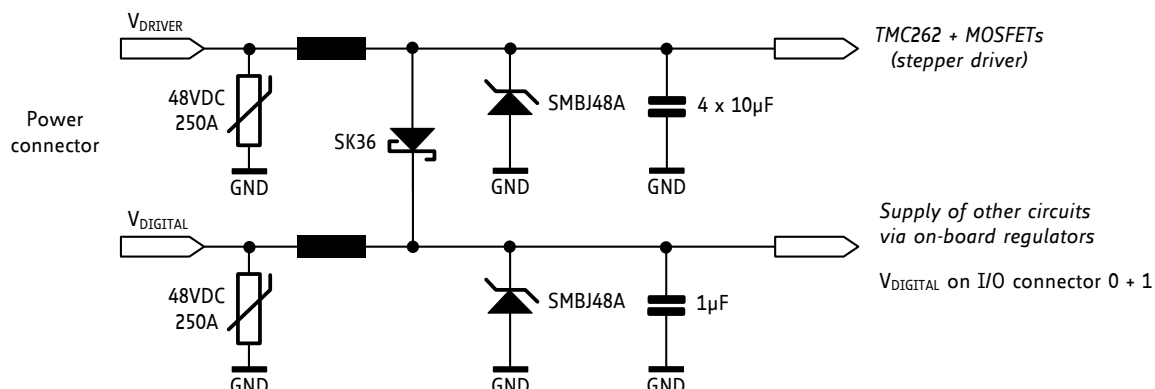 VDRIVER
TMC262 + MOSFETs
(stepper driver)
48VDC
250A
SMBJ48A
4 x 10µF
Power
connector
SK36
GND
GND
GND
VDIGITAL
Supply of other circuits
via on-board regulators
VDIGITAL on I/O connector 0 + 1
48VDC
250A
SMBJ48A
1µF
GND
GND
GND